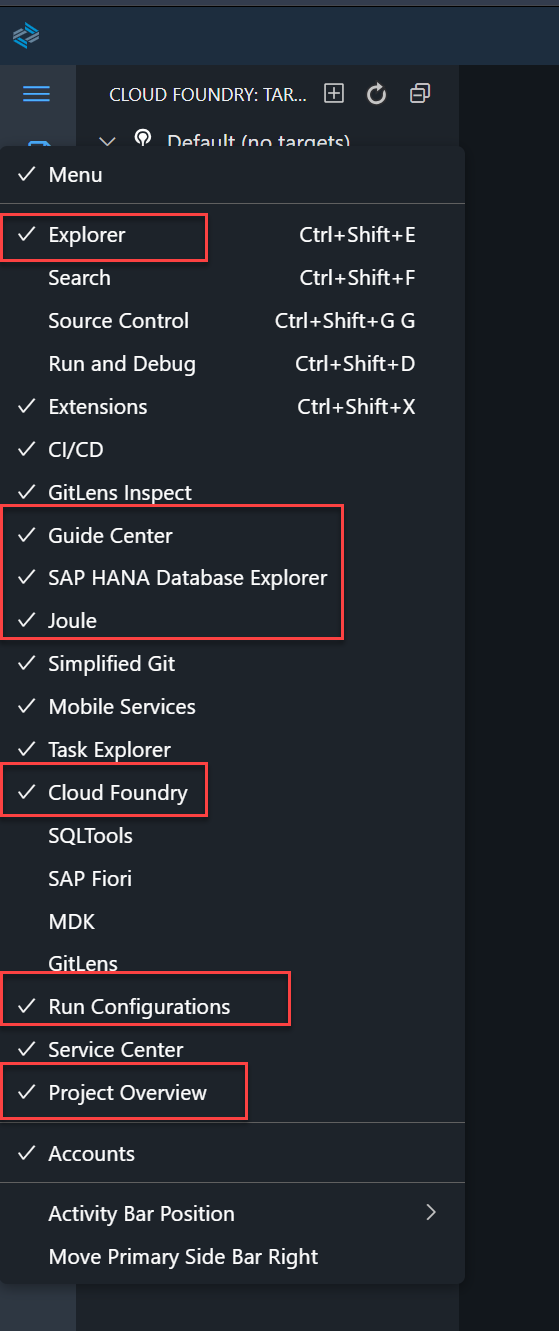 CLOUD FOUNDRY: TAR...
Default (no targets)
Menu
Explorer Ctrl+Shift+E
Search Ctrl+Shift+F
Source Control Ctrl+Shift+G G
Run and Debug Ctrl+Shift+D
Extensions Ctrl+Shift+X
CI/CD
GitLens Inspect
Guide Center
SAP HANA Database Explorer
Joule
Simplified Git
Mobile Services
Task Explorer
Cloud Foundry
SQLTools
SAP Fiori
MDK
GitLens
Run Configurations
Service Center
Project Overview
Accounts
Activity Bar Position
Move Primary Side Bar Right